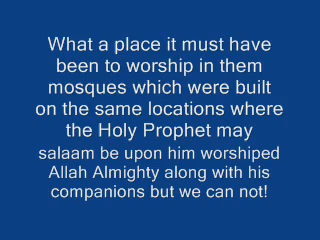 What a place it must have
been to worship in them
mosques which were built
on the same locations where
the Holy Prophet may
salaam be upon him worshiped
Allah Almighty along with his
companions but we can not!